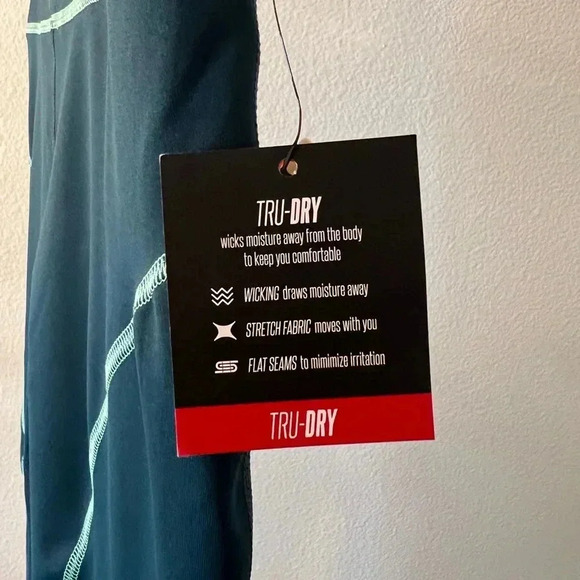 TRU-DRY
wicks moisture away from the body
to keep you comfortable
WICKING draws moisture away
STRETCH FABRIC moves with you
FLAT SEAMS to mimimize irritation
TRU-DRY